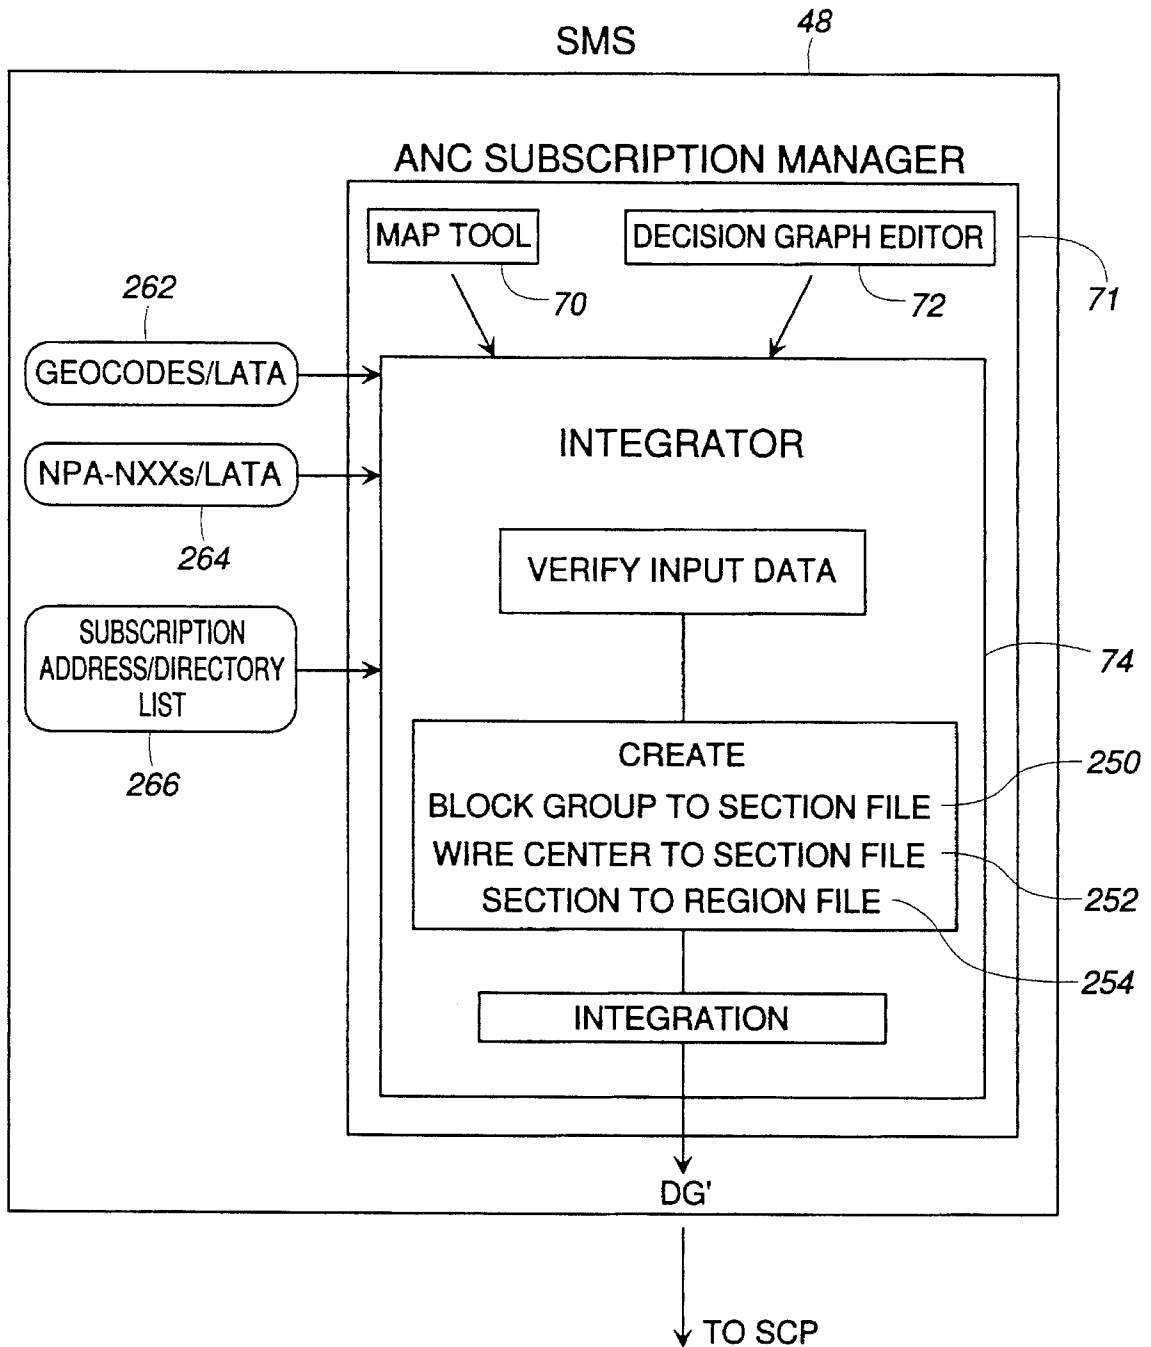 SMS
48
ANC SUBSCRIPTION MANAGER
MAP TOOL
DECISION GRAPH EDITOR
70
72
71
262
GEOCODES/LATA
INTEGRATOR
NPA-NXXs/LATA
264
VERIFY INPUT DATA
SUBSCRIPTION
ADDRESS/DIRECTORY
LIST
266
74
CREATE
BLOCK GROUP TO SECTION FILE
250
WIRE CENTER TO SECTION FILE
252
SECTION TO REGION FILE
254
INTEGRATION
DG'
TO SCP